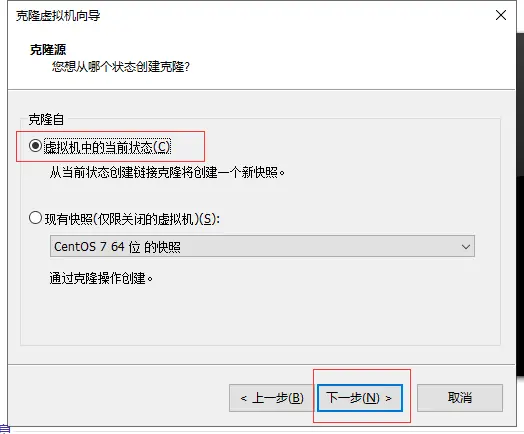 克隆虚拟机向导
克隆源
您想从哪个状态创建克隆?
克隆自
虚拟机中的当前状态(C)
从当前状态创建链接克隆将创建一个新快照。
现有快照(仅限关闭的虚拟机)(S):
CentOS 7 64 位 的快照
通过克隆操作创建。
< 上一步(B)
下一步(N) >
取消